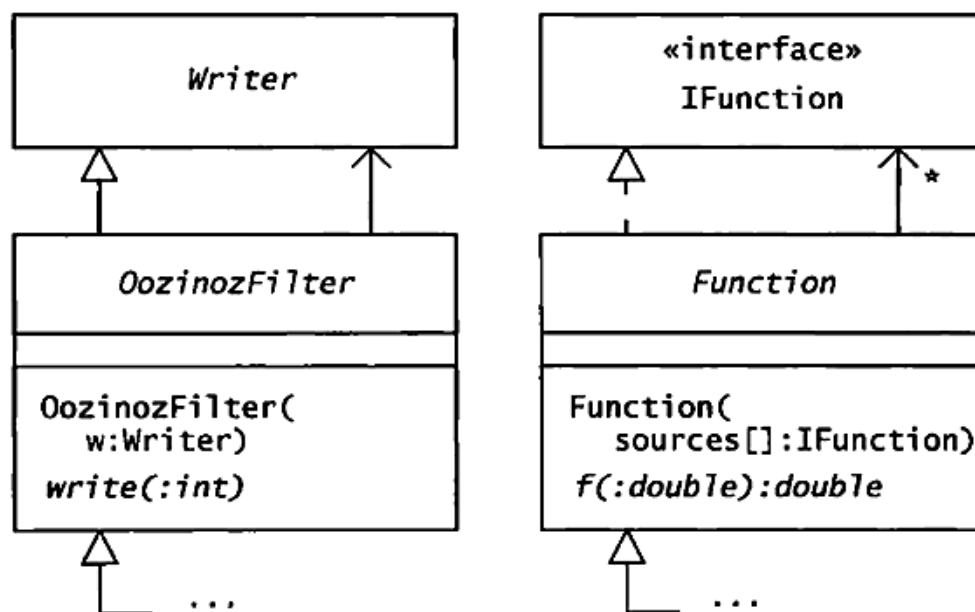 Writer
OozinozFilter
OozinozFilter(
w:Writer)
write(:int)
...
«interface»
IFunction
*
Function
Function(
sources[]:IFunction)
f(:double):double
...